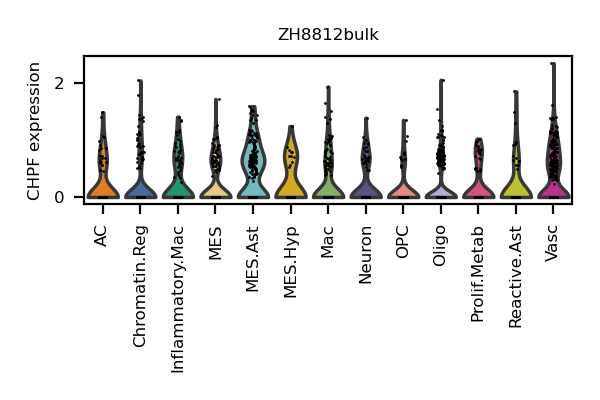 ZH8812bulk
CHPF expression
2
0
AC
Chromatin.Reg
Inflammatory.Mac
MES
MES.Ast
MES.Hyp
Mac
Neuron
OPC
Oligo
Prolif.Metab
Reactive.Ast
Vasc